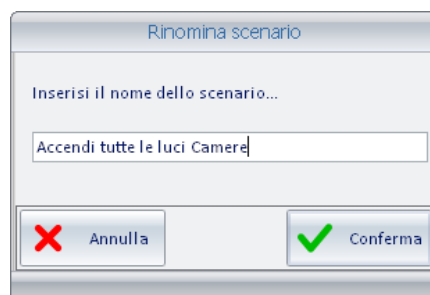 Rinomina scenario
Inserisi il nome dello scenario...
Accendi tutte le luci Camere
Annulla
Conferma